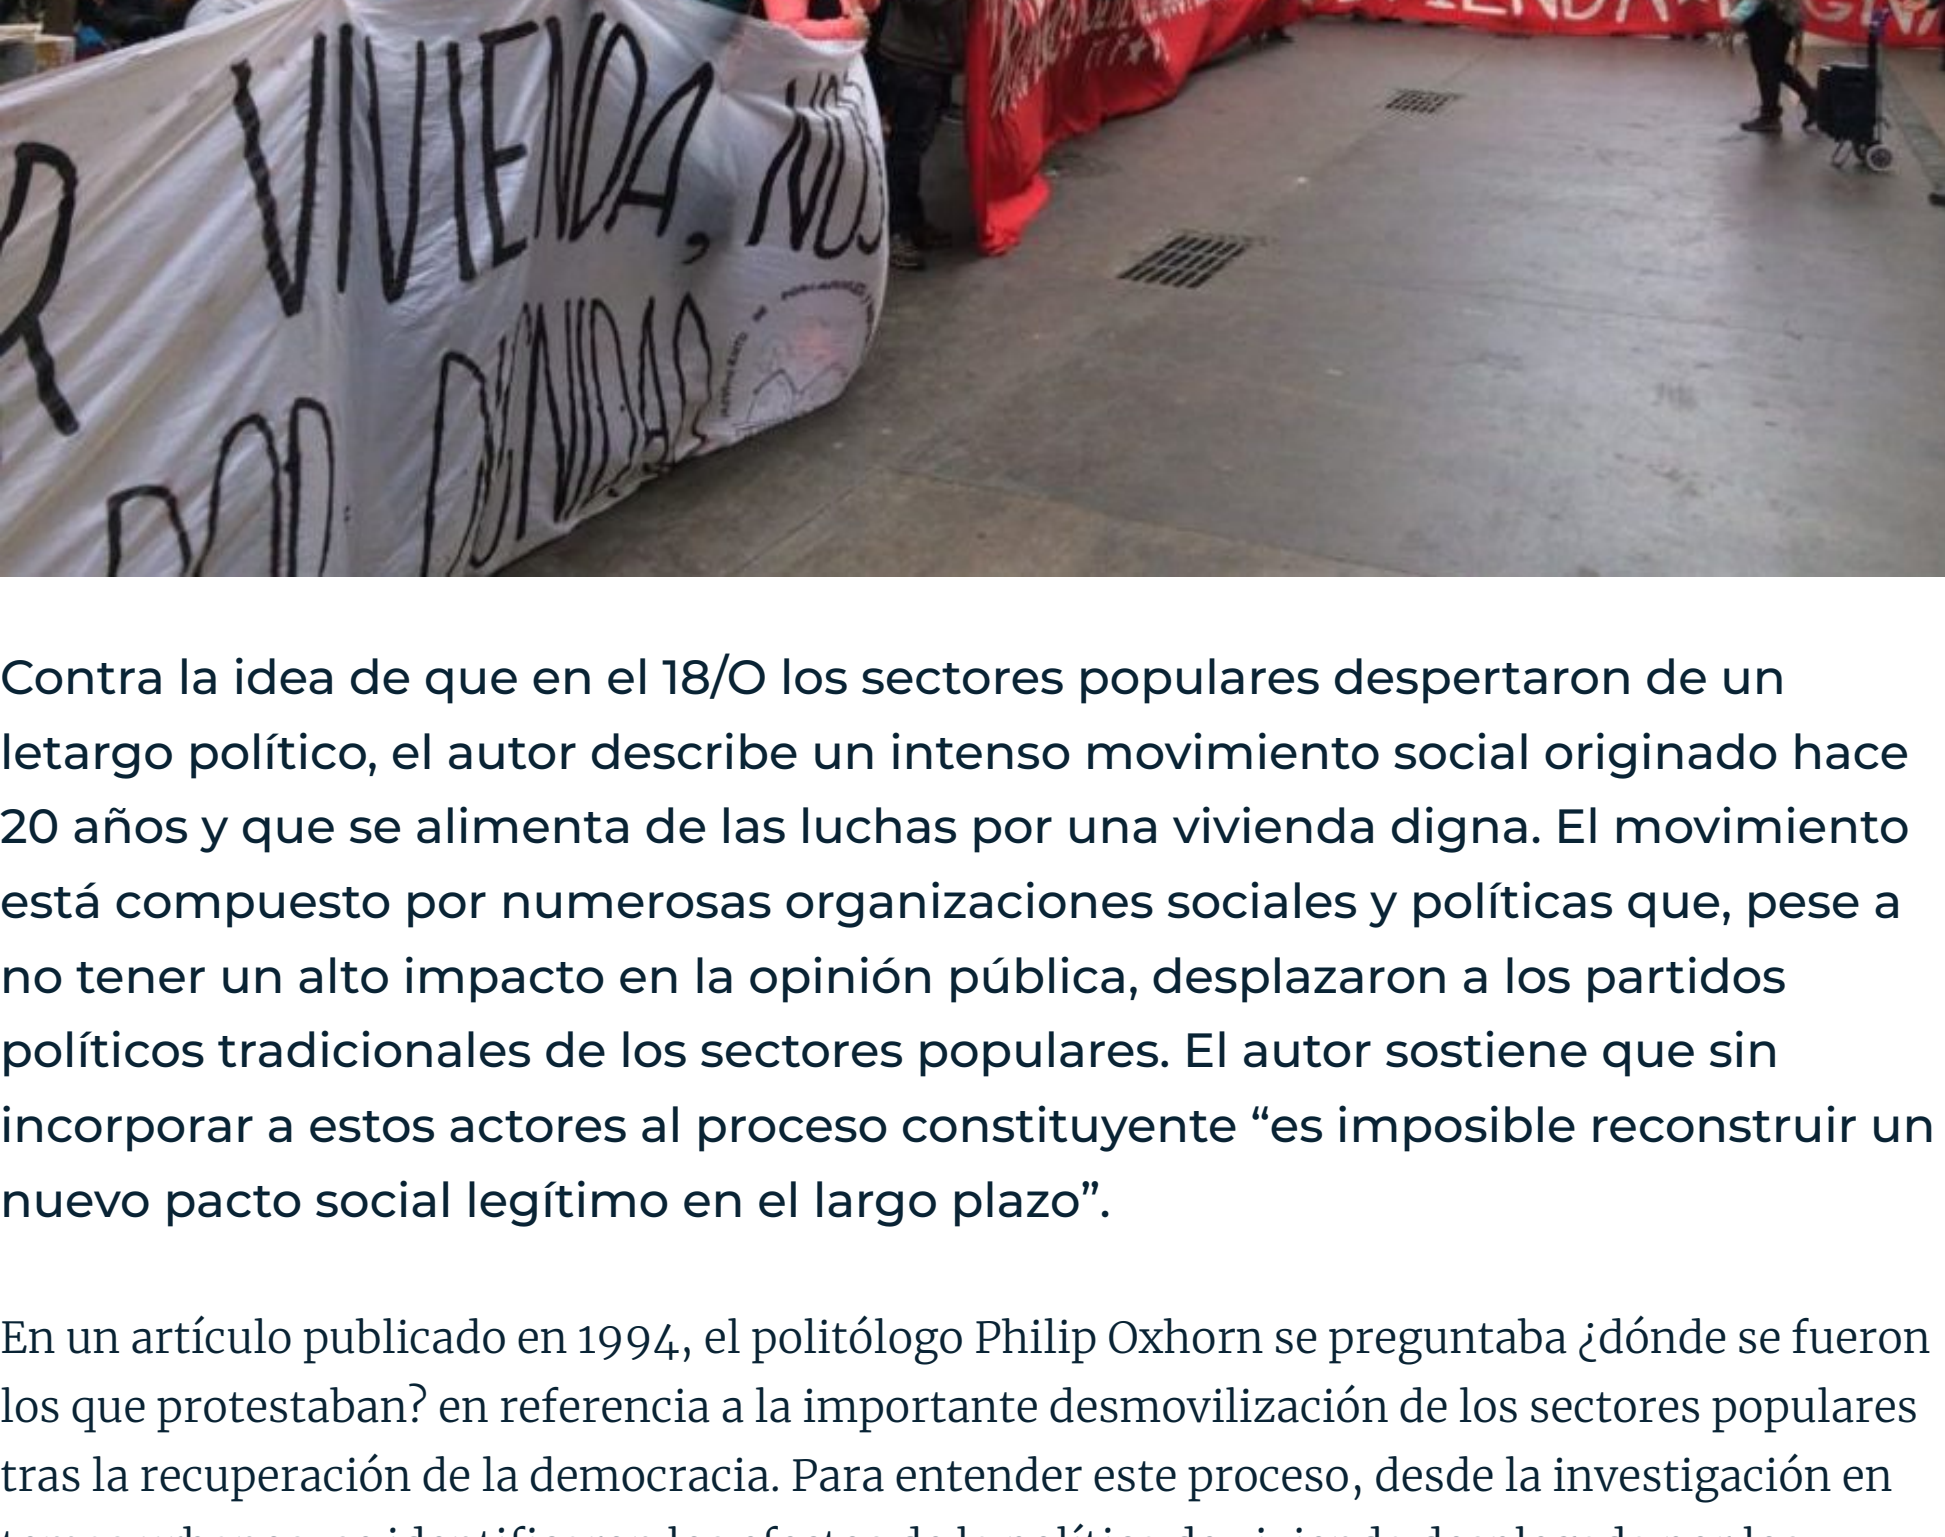 VIENDA DIGNA
R VIVIENDA, NOS
POR DIGNIDAD
Contra la idea de que en el 18/O los sectores populares despertaron de un
letargo político, el autor describe un intenso movimiento social originado hace
20 años y que se alimenta de las luchas por una vivienda digna. El movimiento
está compuesto por numerosas organizaciones sociales y políticas que, pese a
no tener un alto impacto en la opinión pública, desplazaron a los partidos
políticos tradicionales de los sectores populares. El autor sostiene que sin
incorporar a estos actores al proceso constituyente “es imposible reconstruir un
nuevo pacto social legítimo en el largo plazo”.
En un artículo publicado en 1994, el politólogo Philip Oxhorn se preguntaba ¿dónde se fueron
los que protestaban? en referencia a la importante desmovilización de los sectores populares
tras la recuperación de la democracia. Para entender este proceso, desde la investigación en